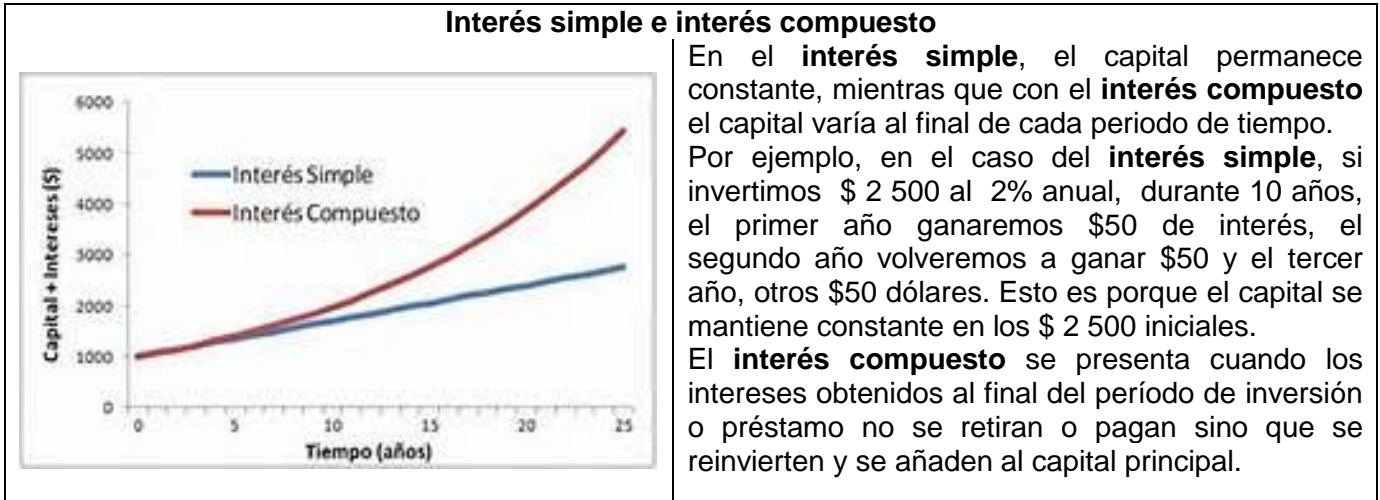 Interés simple e interés compuesto
6000
5000
4000
3000
2000
1000
0
Capital + Intereses ($)
Interés Simple
Interés Compuesto
0 5 10 15 20 25
Tiempo (años)
En el interés simple, el capital permanece
constante, mientras que con el interés compuesto
el capital varía al final de cada periodo de tiempo.
Por ejemplo, en el caso del interés simple, si
invertimos $ 2 500 al 2% anual, durante 10 años,
el primer año ganaremos $50 de interés, el
segundo año volveremos a ganar $50 y el tercer
año, otros $50 dólares. Esto es porque el capital se
mantiene constante en los $ 2 500 iniciales.
El interés compuesto se presenta cuando los
intereses obtenidos al final del período de inversión
o préstamo no se retiran o pagan sino que se
reinvierten y se añaden al capital principal.